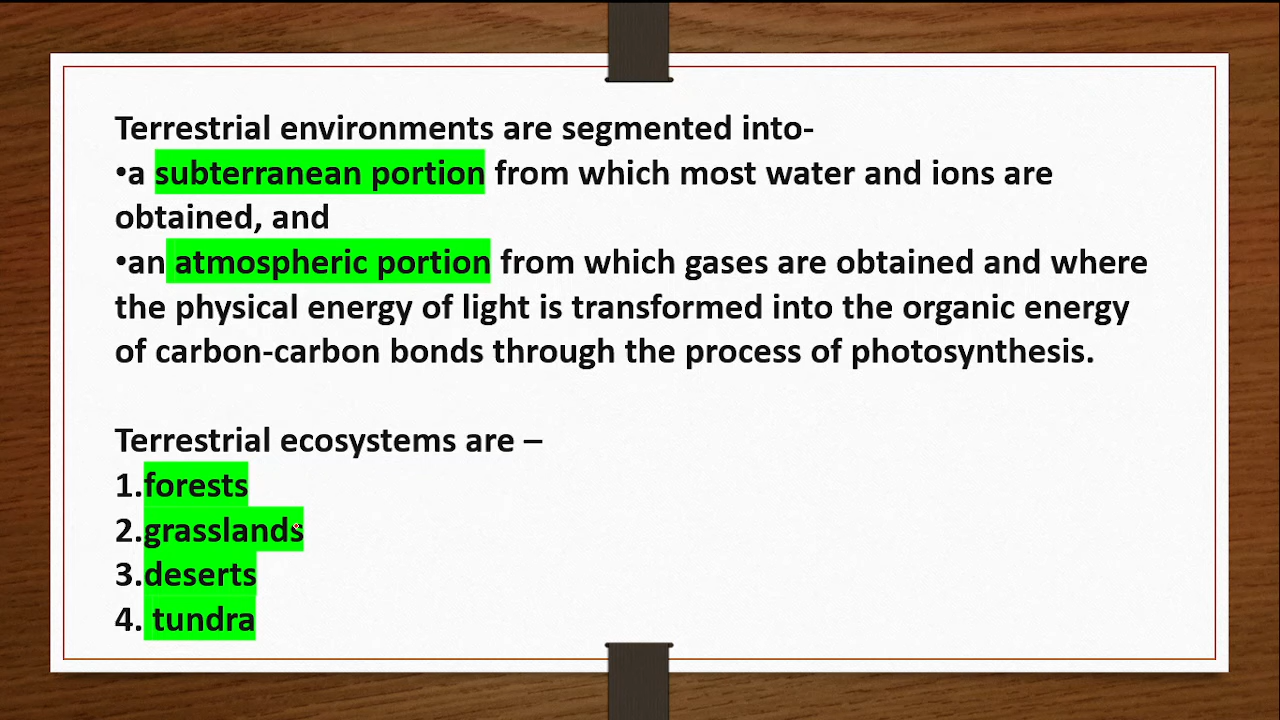 Terrestrial environments are segmented into-
•a subterranean portion from which most water and ions are
obtained, and
•an atmospheric portion from which gases are obtained and where
the physical energy of light is transformed into the organic energy
of carbon-carbon bonds through the process of photosynthesis.
Terrestrial ecosystems are –
1.forests
2.grasslands
3.deserts
4. tundra